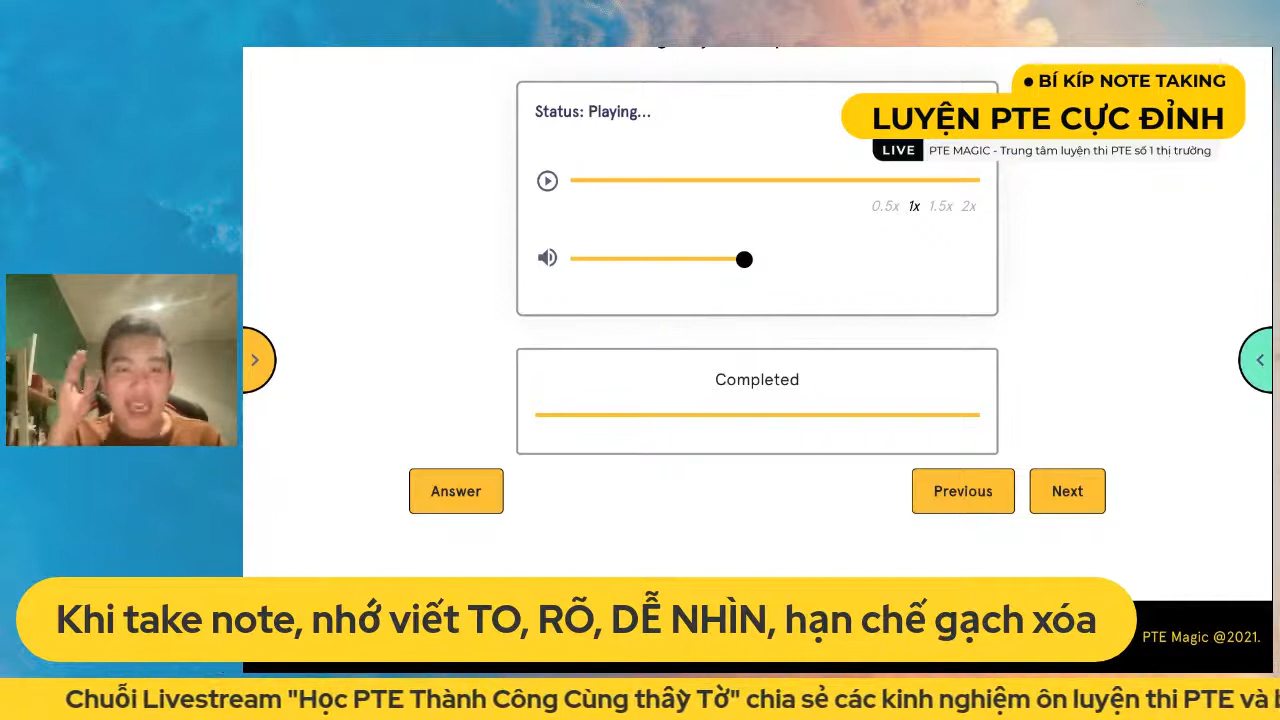 ● BÍ KÍP NOTE TAKING
LUYỆN PTE CỰC ĐỈNH
LIVE PTE MAGIC - Trung tâm luyện thi PTE số 1 thị trường
Status: Playing...
0.5x 1x 1.5x 2x
Completed
Answer
Previous
Next
Khi take note, nhớ viết TO, RÕ, DỄ NHÌN, hạn chế gạch xóa
PTE Magic @2021.
Chuỗi Livestream "Học PTE Thành Công Cùng thầy Tờ" chia sẻ các kinh nghiệm ôn luyện thi PTE và